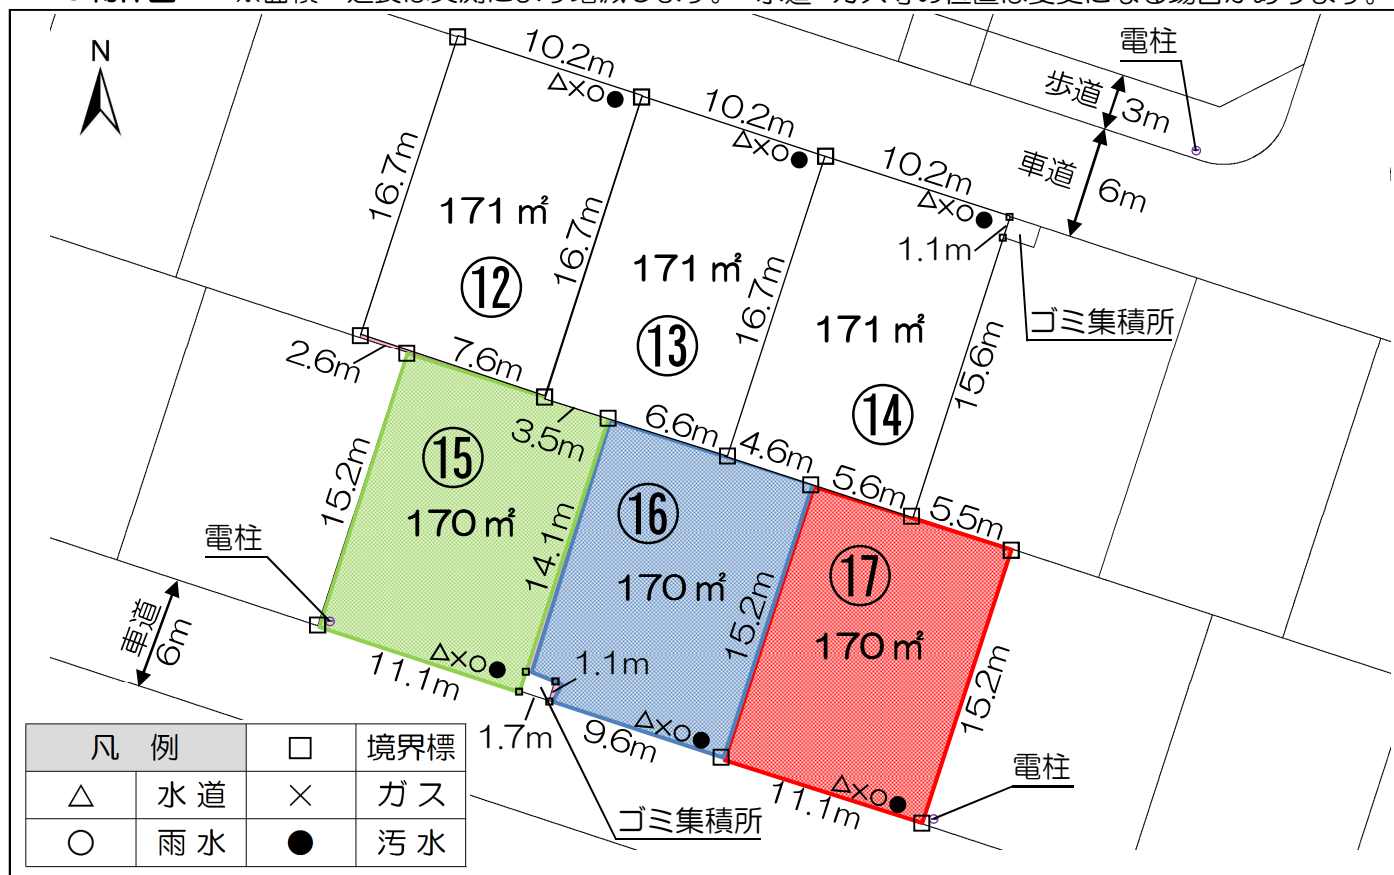 N
10.2m
△×○●
10.2m
△×○●
10.2m
△×○●
電柱
歩道 3m
車道 6m
16.7m
171㎡
⑫
16.7m
171㎡
⑬
16.7m
171㎡
⑭
1.1m
15.6m
ゴミ集積所
2.6m
7.6m
3.5m
6.6m
4.6m
5.6m
5.5m
15.2m
⑮
170㎡
14.1m
⑯
170㎡
15.2m
⑰
170㎡
15.2m
電柱
車道 6m
△×○●
11.1m
1.1m
1.7m
△×○●
9.6m
△×○●
11.1m
電柱
ゴミ集積所
凡 例 □ 境界標
△ 水道 × ガス
○ 雨水 ● 汚水